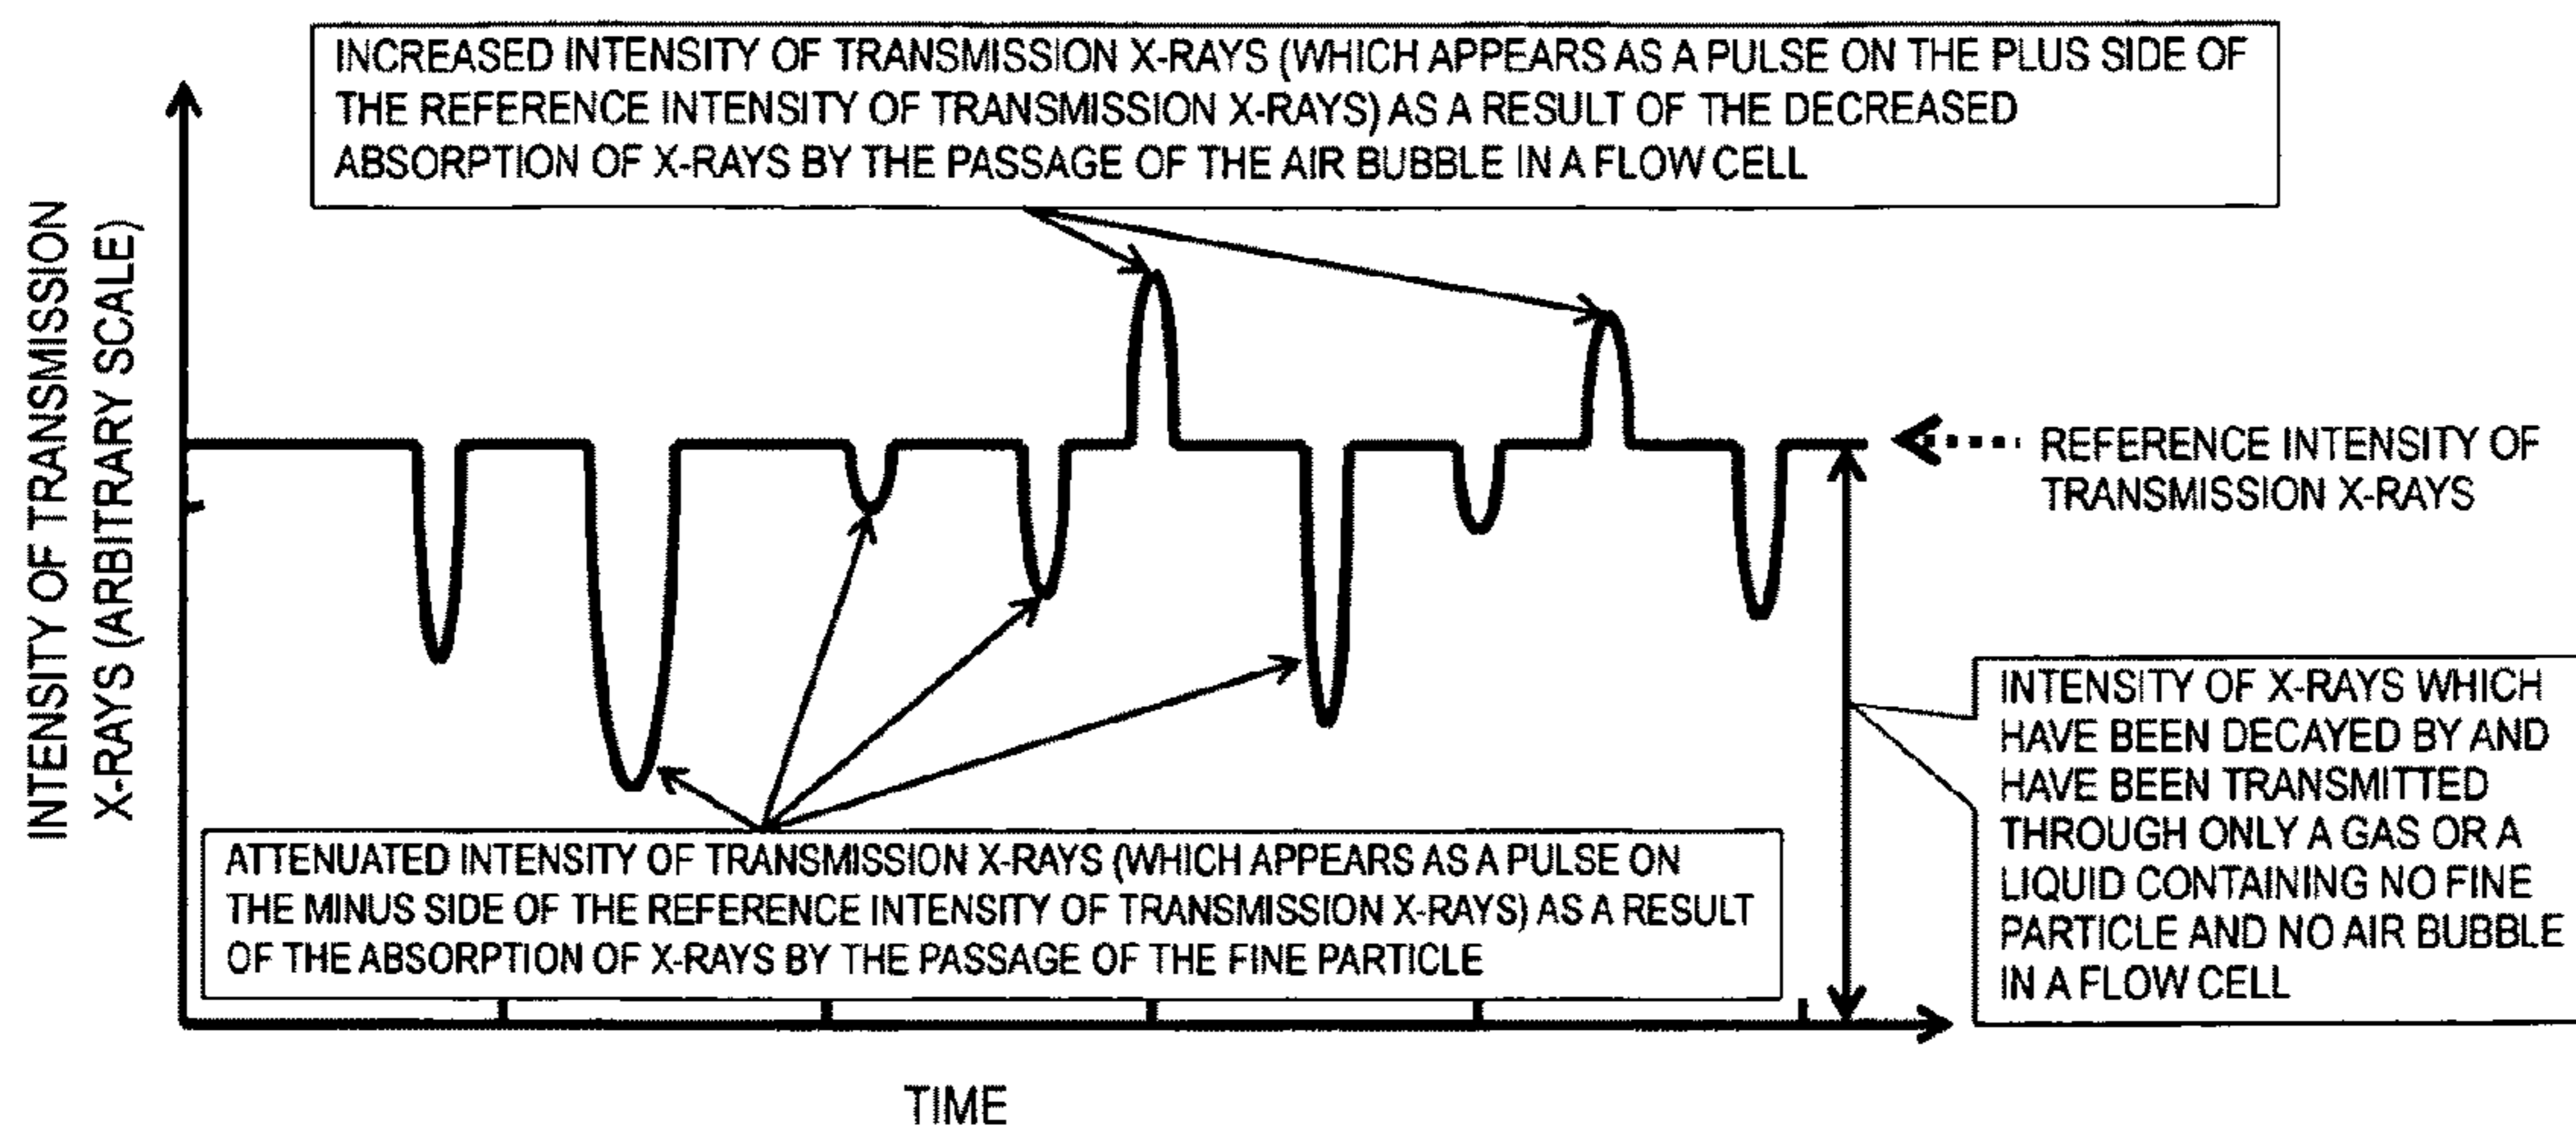 INCREASED INTENSITY OF TRANSMISSION X-RAYS (WHICH APPEARS AS A PULSE ON THE PLUS SIDE OF
THE REFERENCE INTENSITY OF TRANSMISSION X-RAYS) AS A RESULT OF THE DECREASED
ABSORPTION OF X-RAYS BY THE PASSAGE OF THE AIR BUBBLE IN A FLOW CELL
INTENSITY OF TRANSMISSION
X-RAYS (ARBITRARY SCALE)
REFERENCE INTENSITY OF
TRANSMISSION X-RAYS
ATTENUATED INTENSITY OF TRANSMISSION X-RAYS (WHICH APPEARS AS A PULSE ON
THE MINUS SIDE OF THE REFERENCE INTENSITY OF TRANSMISSION X-RAYS) AS A RESULT
OF THE ABSORPTION OF X-RAYS BY THE PASSAGE OF THE FINE PARTICLE
INTENSITY OF X-RAYS WHICH
HAVE BEEN DECAYED BY AND
HAVE BEEN TRANSMITTED
THROUGH ONLY A GAS OR A
LIQUID CONTAINING NO FINE
PARTICLE AND NO AIR BUBBLE
IN A FLOW CELL
TIME